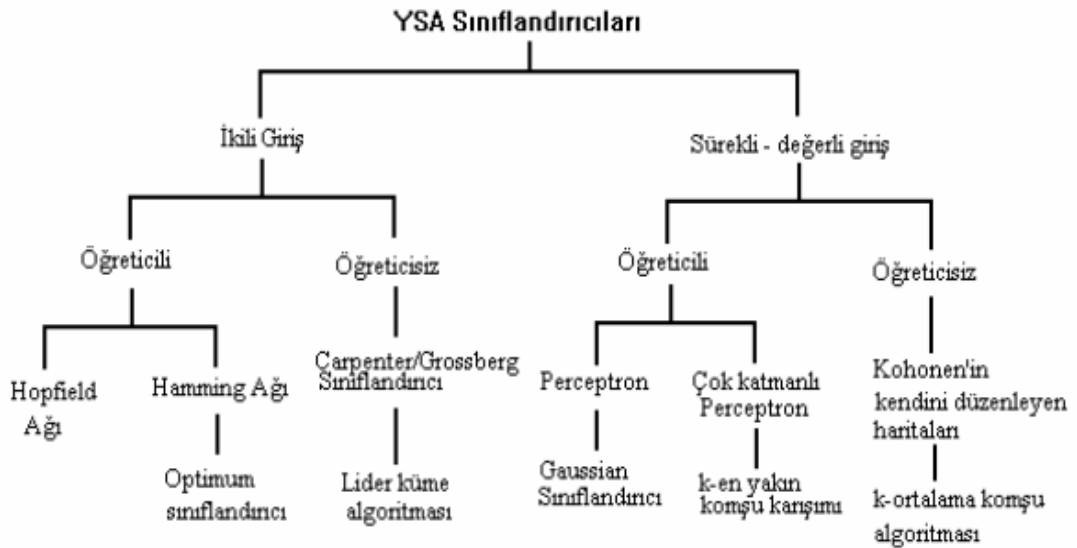 YSA Sınıflandırıcıları
İkili Giriş
Sürekli - değerli giriş
Öğreticili
Öğreticisiz
Öğreticili
Öğreticisiz
Hopfield
Ağı
Hamming Ağı
Carpenter/Grossberg
Sıniflandırıcı
Perceptron
Çok katmanlı
Perceptron
Kohonen'in
kendini düzenleyen
haritaları
Optimum
sınıflandırıcı
Lider küme
algoritması
Gaussian
Sınıflandırıcı
k-en yakın
komşu karışımı
k-ortalama komşu
algoritması